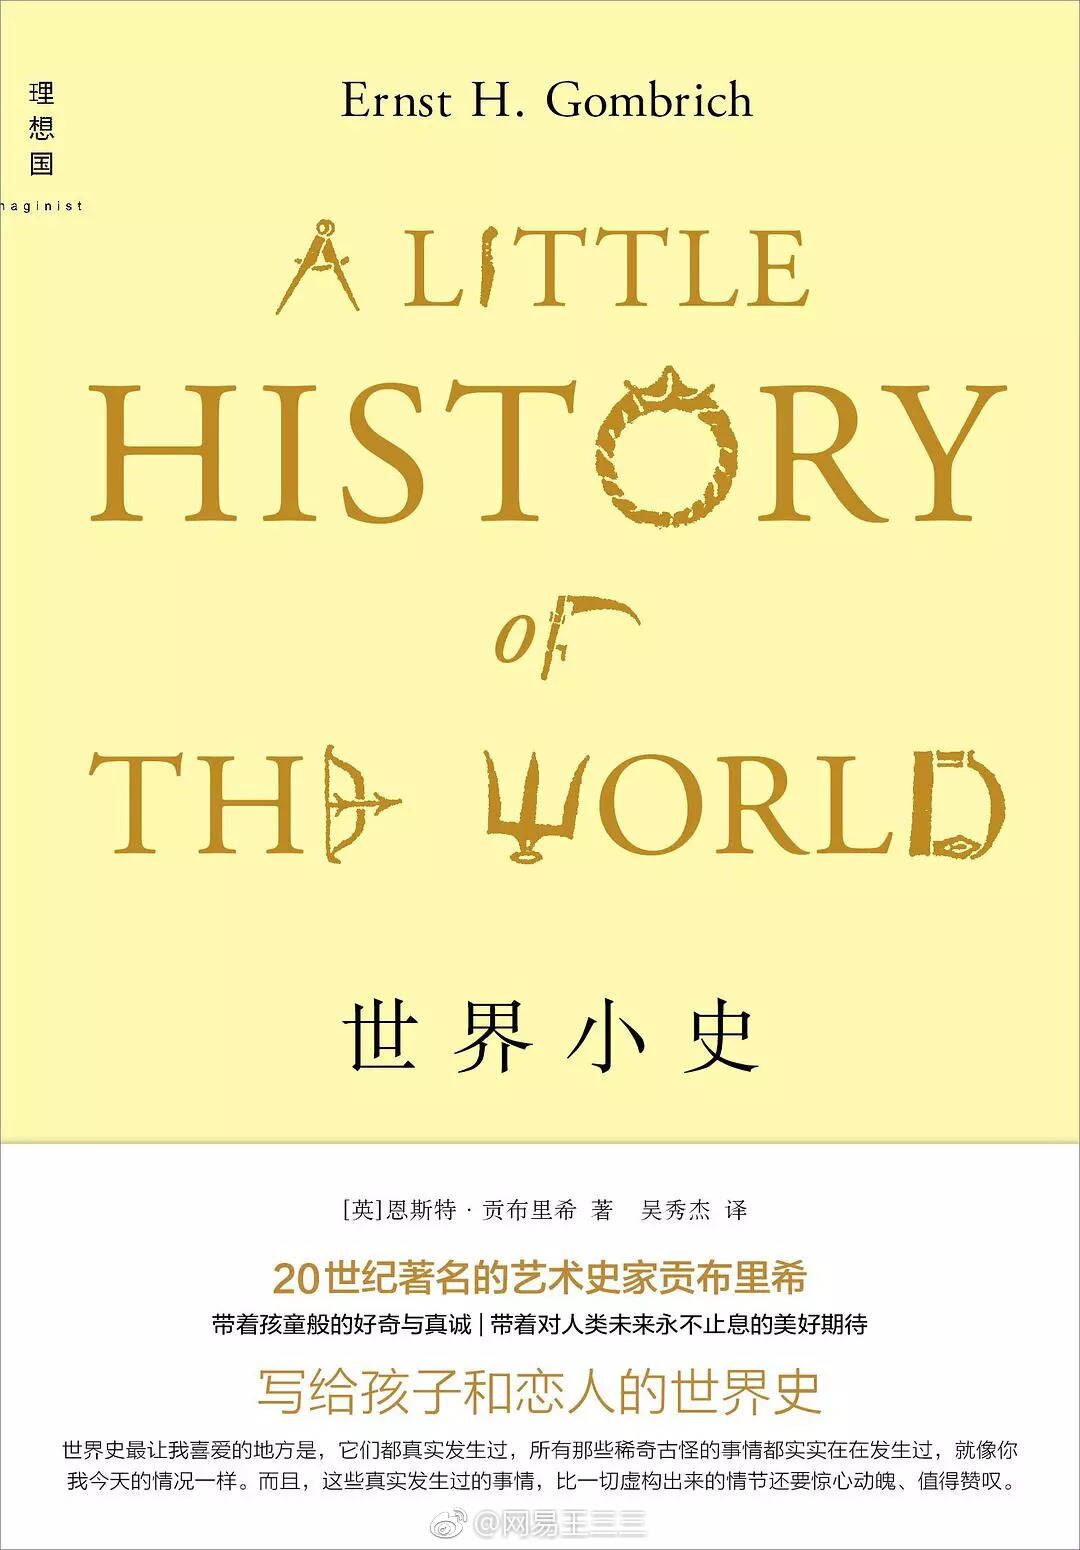 理想国
maginist
Ernst H. Gombrich
A LITTLE
HISTORY
OF
THE WORLD
世界小史
[英]恩斯特·贡布里希 著 吴秀杰 译
20世纪著名的艺术史家贡布里希
带着孩童般的好奇与真诚|带着对人类未来永不止息的美好期待
写给孩子和恋人的世界史
世界史最让我喜爱的地方是，它们都真实发生过，所有那些稀奇古怪的事情都实实在在发生过，就像你
我今天的情况一样。而且，这些真实发生过的事情，比一切虚构出来的情节还要惊心动魄、值得赞叹。
@网易王三三